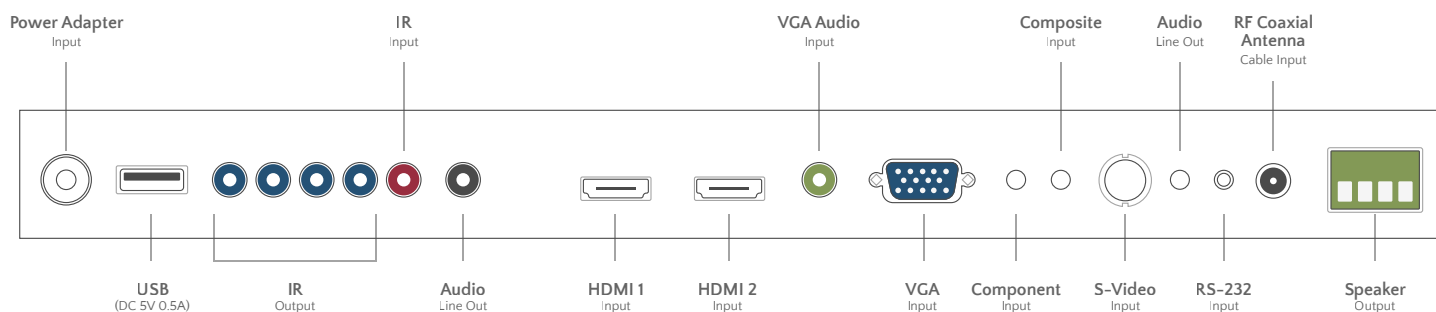 Power Adapter
Input
IR
Input
VGA Audio
Input
Composite
Input
Audio
Line Out
RF Coaxial
Antenna
Cable Input
USB
(DC 5V 0.5A)
IR
Output
Audio
Line Out
HDMI 1
Input
HDMI 2
Input
VGA
Input
Component
Input
S-Video
Input
RS-232
Input
Speaker
Output